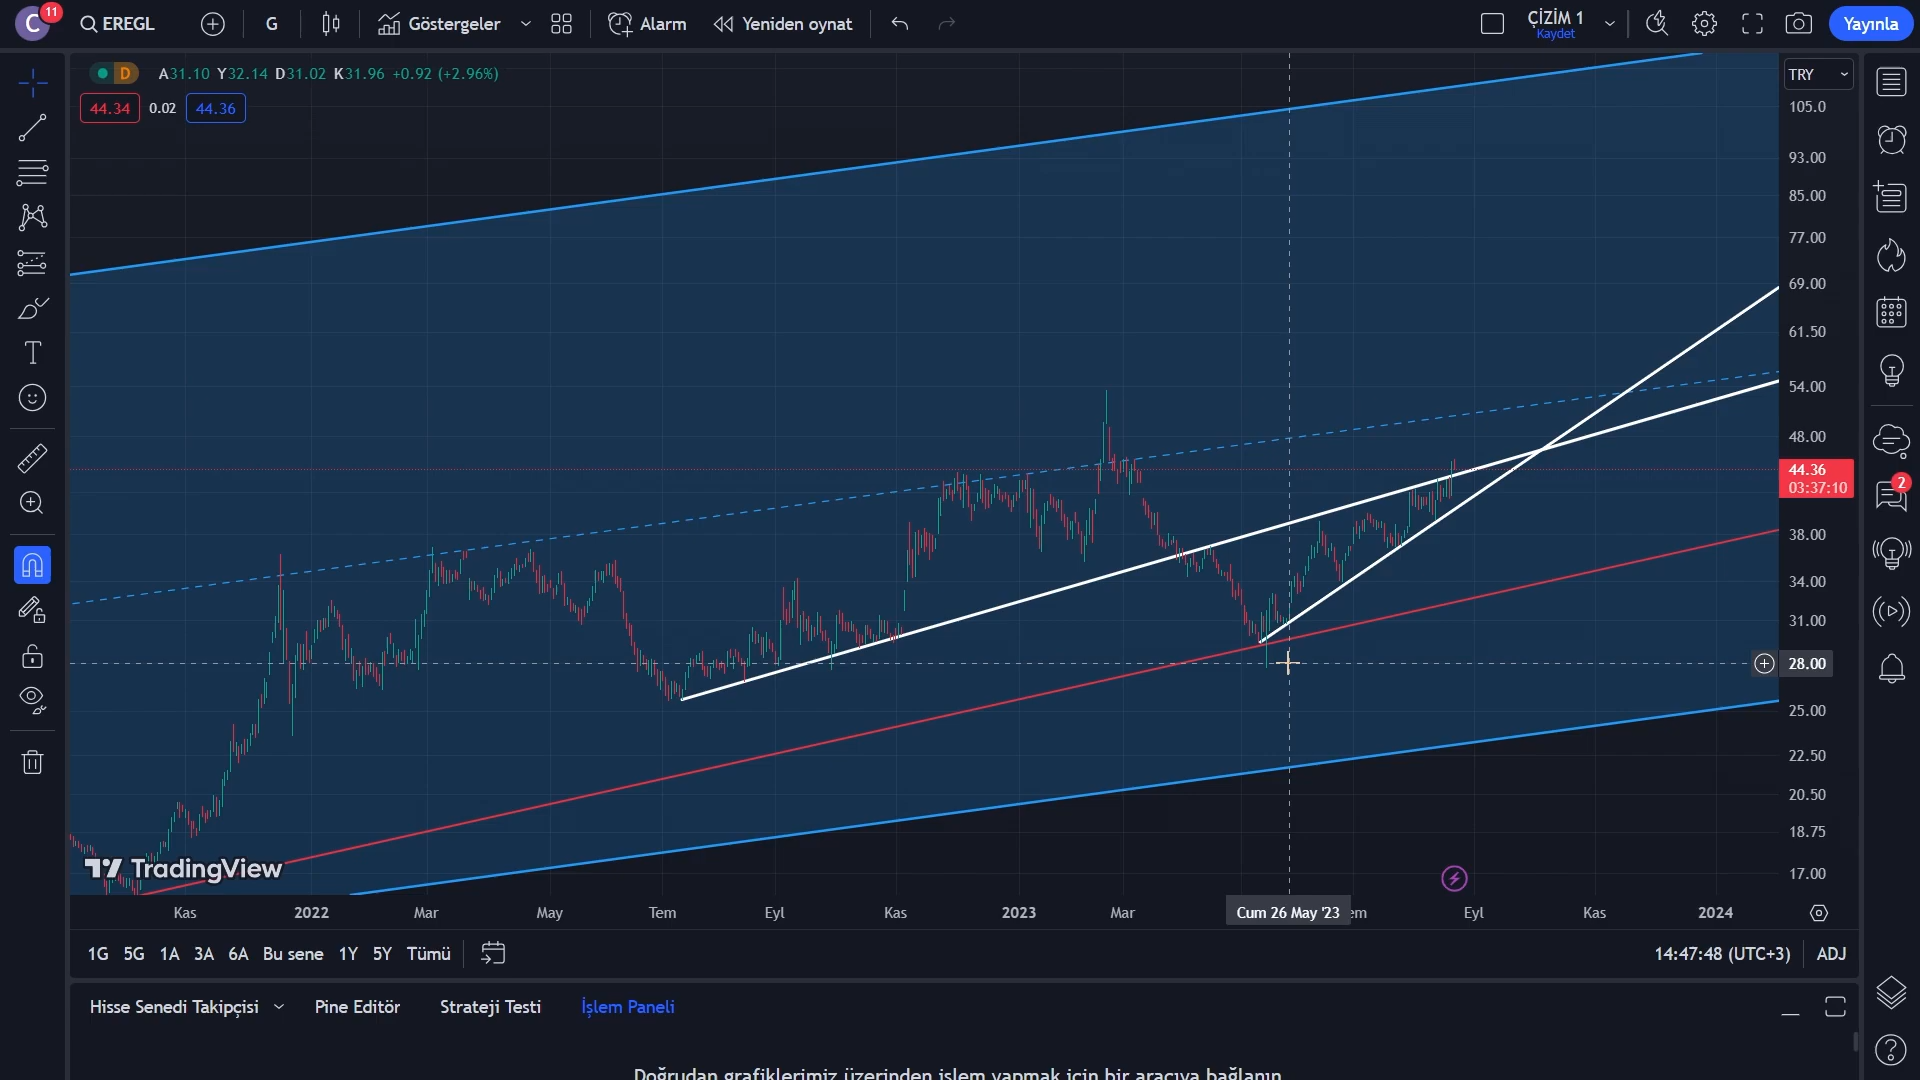 C 11 EREGL G Göstergeler Alarm Yeniden oynat ÇİZİM 1 Kaydet Yayınla
D A31.10 Y32.14 D31.02 K31.96 +0.92 (+2.96%)
TRY
44.34 0.02 44.36
105.0
93.00
85.00
77.00
69.00
61.50
54.00
48.00
44.36
03:37:10
2
38.00
34.00
31.00
28.00
25.00
22.50
20.50
18.75
17.00
TradingView
Kas 2022 Mar May Tem Eyl Kas 2023 Mar Cum 26 May '23 em Eyl Kas 2024
1G 5G 1A 3A 6A Bu sene 1Y 5Y Tümü 14:47:48 (UTC+3) ADJ
Hisse Senedi Takipçisi Pine Editör Strateji Testi İşlem Paneli
Doğrudan grafiklerimiz üzerinden işlem yapmak için bir aracıya bağlanın